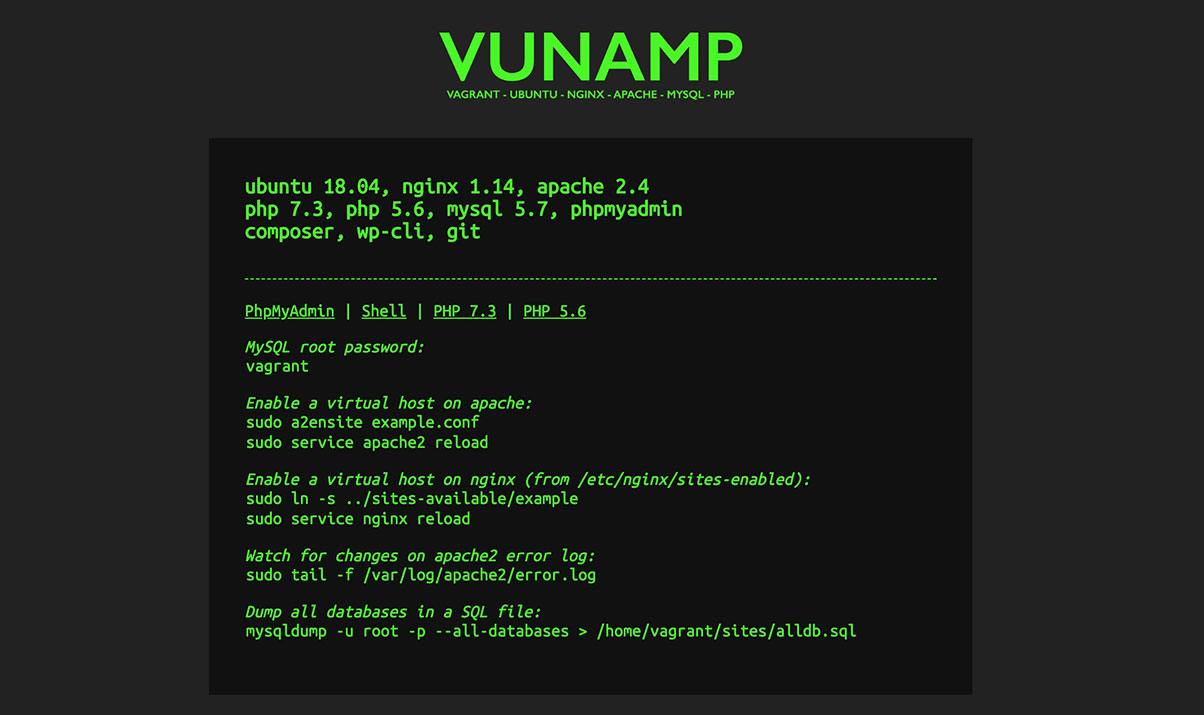 VUNAMP
VAGRANT - UBUNTU - NGINX - APACHE - MYSQL - PHP
ubuntu 18.04, nginx 1.14, apache 2.4
php 7.3, php 5.6, mysql 5.7, phpmyadmin
composer, wp-cli, git
PhpMyAdmin | Shell | PHP 7.3 | PHP 5.6
MySQL root password:
vagrant
Enable a virtual host on apache:
sudo a2ensite example.conf
sudo service apache2 reload
Enable a virtual host on nginx (from /etc/nginx/sites-enabled):
sudo ln -s ../sites-available/example
sudo service nginx reload
Watch for changes on apache2 error log:
sudo tail -f /var/log/apache2/error.log
Dump all databases in a SQL file:
mysqldump -u root -p --all-databases > /home/vagrant/sites/alldb.sql